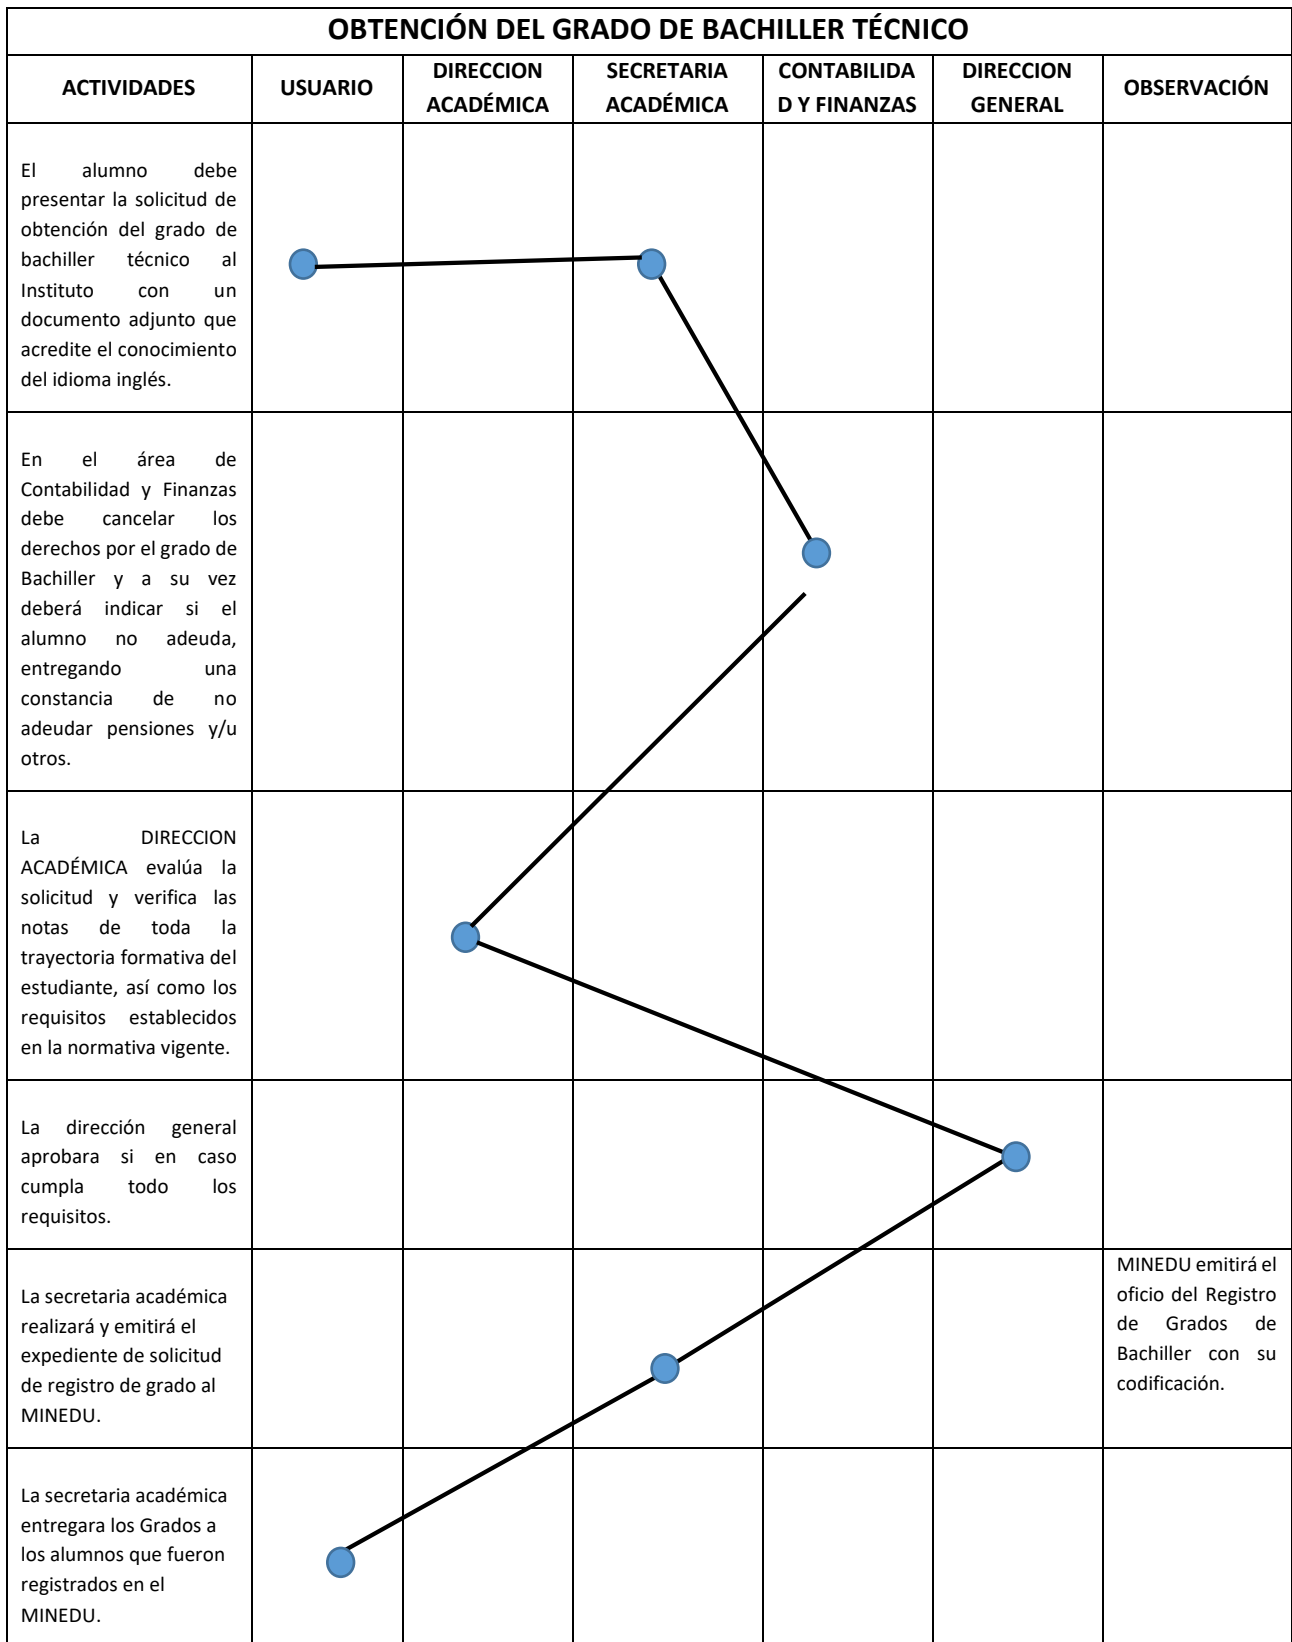 OBTENCIÓN DEL GRADO DE BACHILLER TÉCNICO
ACTIVIDADES
USUARIO
DIRECCION
ACADÉMICA
SECRETARIA
ACADÉMICA
CONTABILIDA
D Y FINANZAS
DIRECCION
GENERAL
OBSERVACIÓN
El alumno debe
presentar la solicitud de
obtención del grado de
bachiller técnico al
Instituto con un
documento adjunto que
acredite el conocimiento
del idioma inglés.
En el área de
Contabilidad y Finanzas
debe cancelar los
derechos por el grado de
Bachiller y a su vez
deberá indicar si el
alumno no adeuda,
entregando una
constancia de no
adeudar pensiones y/u
otros.
La DIRECCION
ACADÉMICA evalúa la
solicitud y verifica las
notas de toda la
trayectoria formativa del
estudiante, así como los
requisitos establecidos
en la normativa vigente.
La dirección general
aprobara si en caso
cumpla todo los
requisitos.
La secretaria académica
realizará y emitirá el
expediente de solicitud
de registro de grado al
MINEDU.
MINEDU emitirá el
oficio del Registro
de Grados de
Bachiller con su
codificación.
La secretaria académica
entregara los Grados a
los alumnos que fueron
registrados en el
MINEDU.